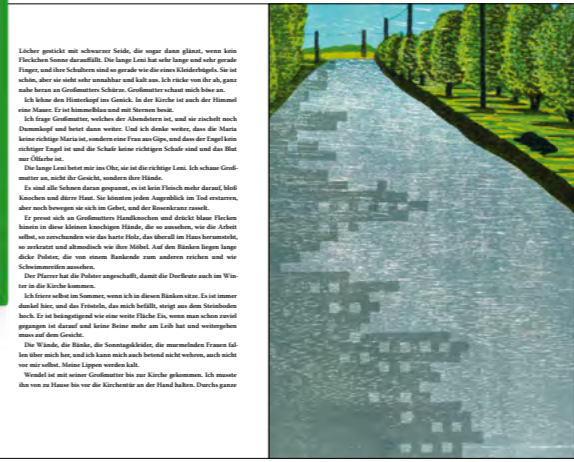 Löcher gestickt mit schwarzer Seide, die sogar dann glänzt, wenn kein
Fleckchen Sonne darauffällt. Die lange Leni hat sehr lange und sehr gerade
Finger, und ihre Schultern sind so gerade wie die eines Kleiderbügels. Sie ist
schön, aber sie sieht sehr unnahbar und kalt aus. Ich rücke von ihr ab, ganz
nahe heran an Großmutters Schürze. Großmutter schaut mich böse an.
Ich lehne den Hinterkopf ins Genick. In der Kirche ist auch der Himmel
eine Mauer. Er ist himmelblau und mit Sternen besät.
Ich frage Großmutter, welches der Abendstern ist, und sie zischelt noch
Dummkopf und betet dann weiter. Und ich denke weiter, dass die Maria
keine richtige Maria ist, sondern eine Frau aus Gips, und dass der Engel kein
richtiger Engel ist und die Schafe keine richtigen Schafe sind und das Blut
nur Ölfarbe ist.
Die lange Leni betet mir ins Ohr, sie ist die richtige Leni. Ich schaue Groß-
mutter an, nicht ihr Gesicht, sondern ihre Hände.
Es sind alle Sehnen daran gespannt, es ist kein Fleisch mehr darauf, bloß
Knochen und dürre Haut. Sie könnten jeden Augenblick im Tod erstarren,
aber noch bewegen sie sich im Gebet, und der Rosenkranz rasselt.
Er presst sich an Großmutters Handknochen und drückt blaue Flecken
hinein in diese kleinen knochigen Hände, die so aussehen, wie die Arbeit
selbst, so zerschunden wie das harte Holz, das überall im Haus herumsteht,
so zerkratzt und altmodisch wie ihre Möbel. Auf den Bänken liegen lange
dicke Polster, die von einem Bankende zum anderen reichen und wie
Schwimmreifen aussehen.
Der Pfarrer hat die Polster angeschafft, damit die Dorfleute auch im Win-
ter in die Kirche kommen.
Ich friere selbst im Sommer, wenn ich in diesen Bänken sitze. Es ist immer
dunkel hier, und das Frösteln, das mich befällt, steigt aus dem Steinboden
hoch. Er ist beängstigend wie eine weite Fläche Eis, wenn man schon zuviel
gegangen ist darauf und keine Beine mehr am Leib hat und weitergehen
muss auf dem Gesicht.
Die Wände, die Bänke, die Sonntagskleider, die murmelnden Frauen fal-
len über mich her, und ich kann mich auch betend nicht wehren, auch nicht
vor mir selbst. Meine Lippen werden kalt.
Wendel ist mit seiner Großmutter bis zur Kirche gekommen. Ich musste
ihn von zu Hause bis vor die Kirchentür an der Hand halten. Durchs ganze